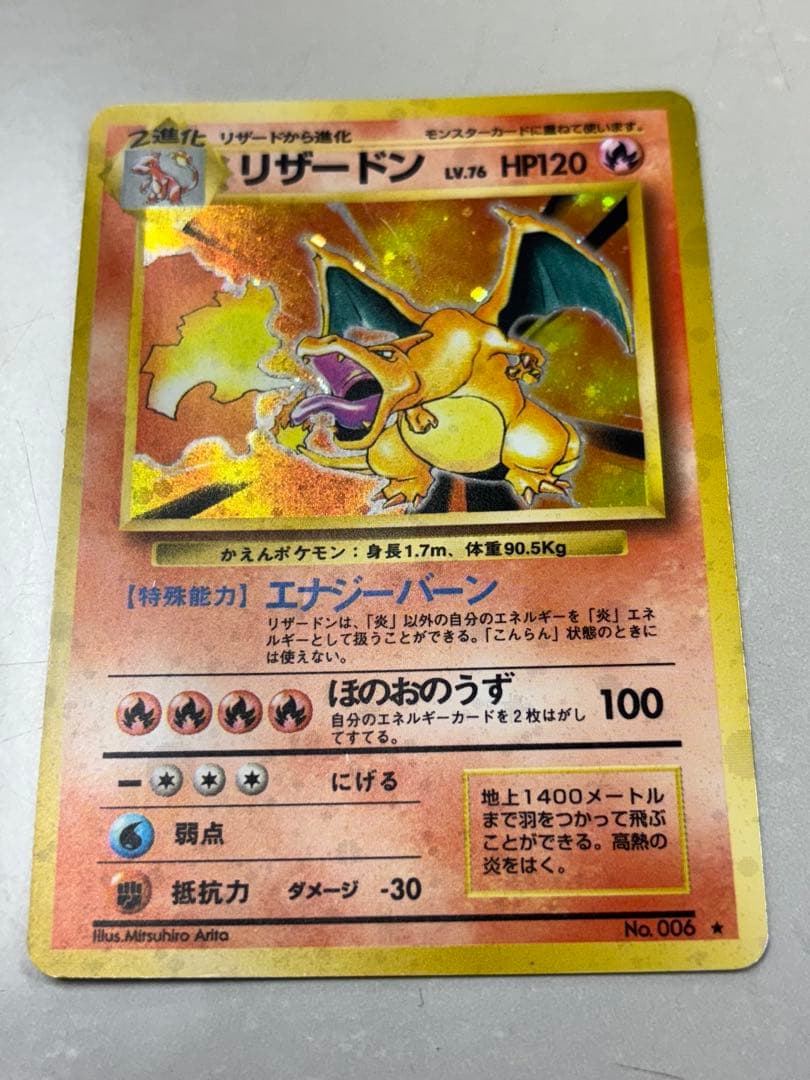 2進化 リザードから進化 モンスターカードに重ねて使います。
リザードン LV.76 HP120
かえんポケモン：身長1.7m、体重90.5Kg
【特殊能力】エナジーバーン
リザードンは、「炎」以外の自分のエネルギーを「炎」エネ
ルギーとして扱うことができる。「こんらん」状態のときに
は使えない。
ほのおのうず 100
自分のエネルギーカードを2枚はがし
てすてる。
にげる
弱点
抵抗力 ダメージ -30
地上1400メートル
まで羽をつかって飛ぶ
ことができる。高熱の
炎をはく。
Illus.Mitsuhiro Arita
No. 006 ★